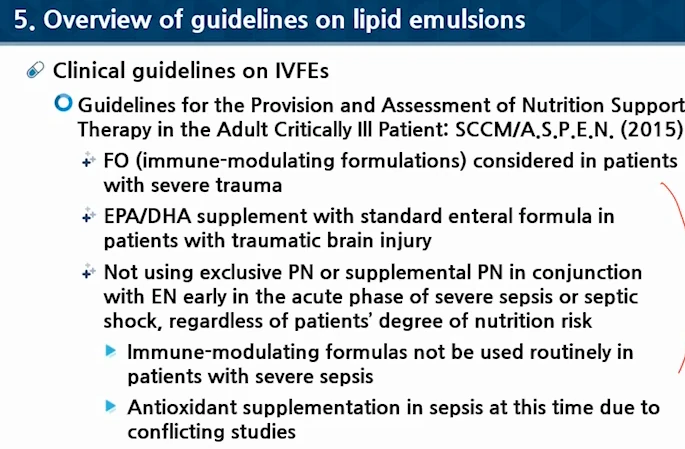 5. Overview of guidelines on lipid emulsions
Clinical guidelines on IVFEs
Guidelines for the Provision and Assessment of Nutrition Support
Therapy in the Adult Critically Ill Patient: SCCM/A.S.P.E.N. (2015)
FO (immune-modulating formulations) considered in patients
with severe trauma
EPA/DHA supplement with standard enteral formula in
patients with traumatic brain injury
Not using exclusive PN or supplemental PN in conjunction
with EN early in the acute phase of severe sepsis or septic
shock, regardless of patients' degree of nutrition risk
Immune-modulating formulas not be used routinely in
patients with severe sepsis
Antioxidant supplementation in sepsis at this time due to
conflicting studies